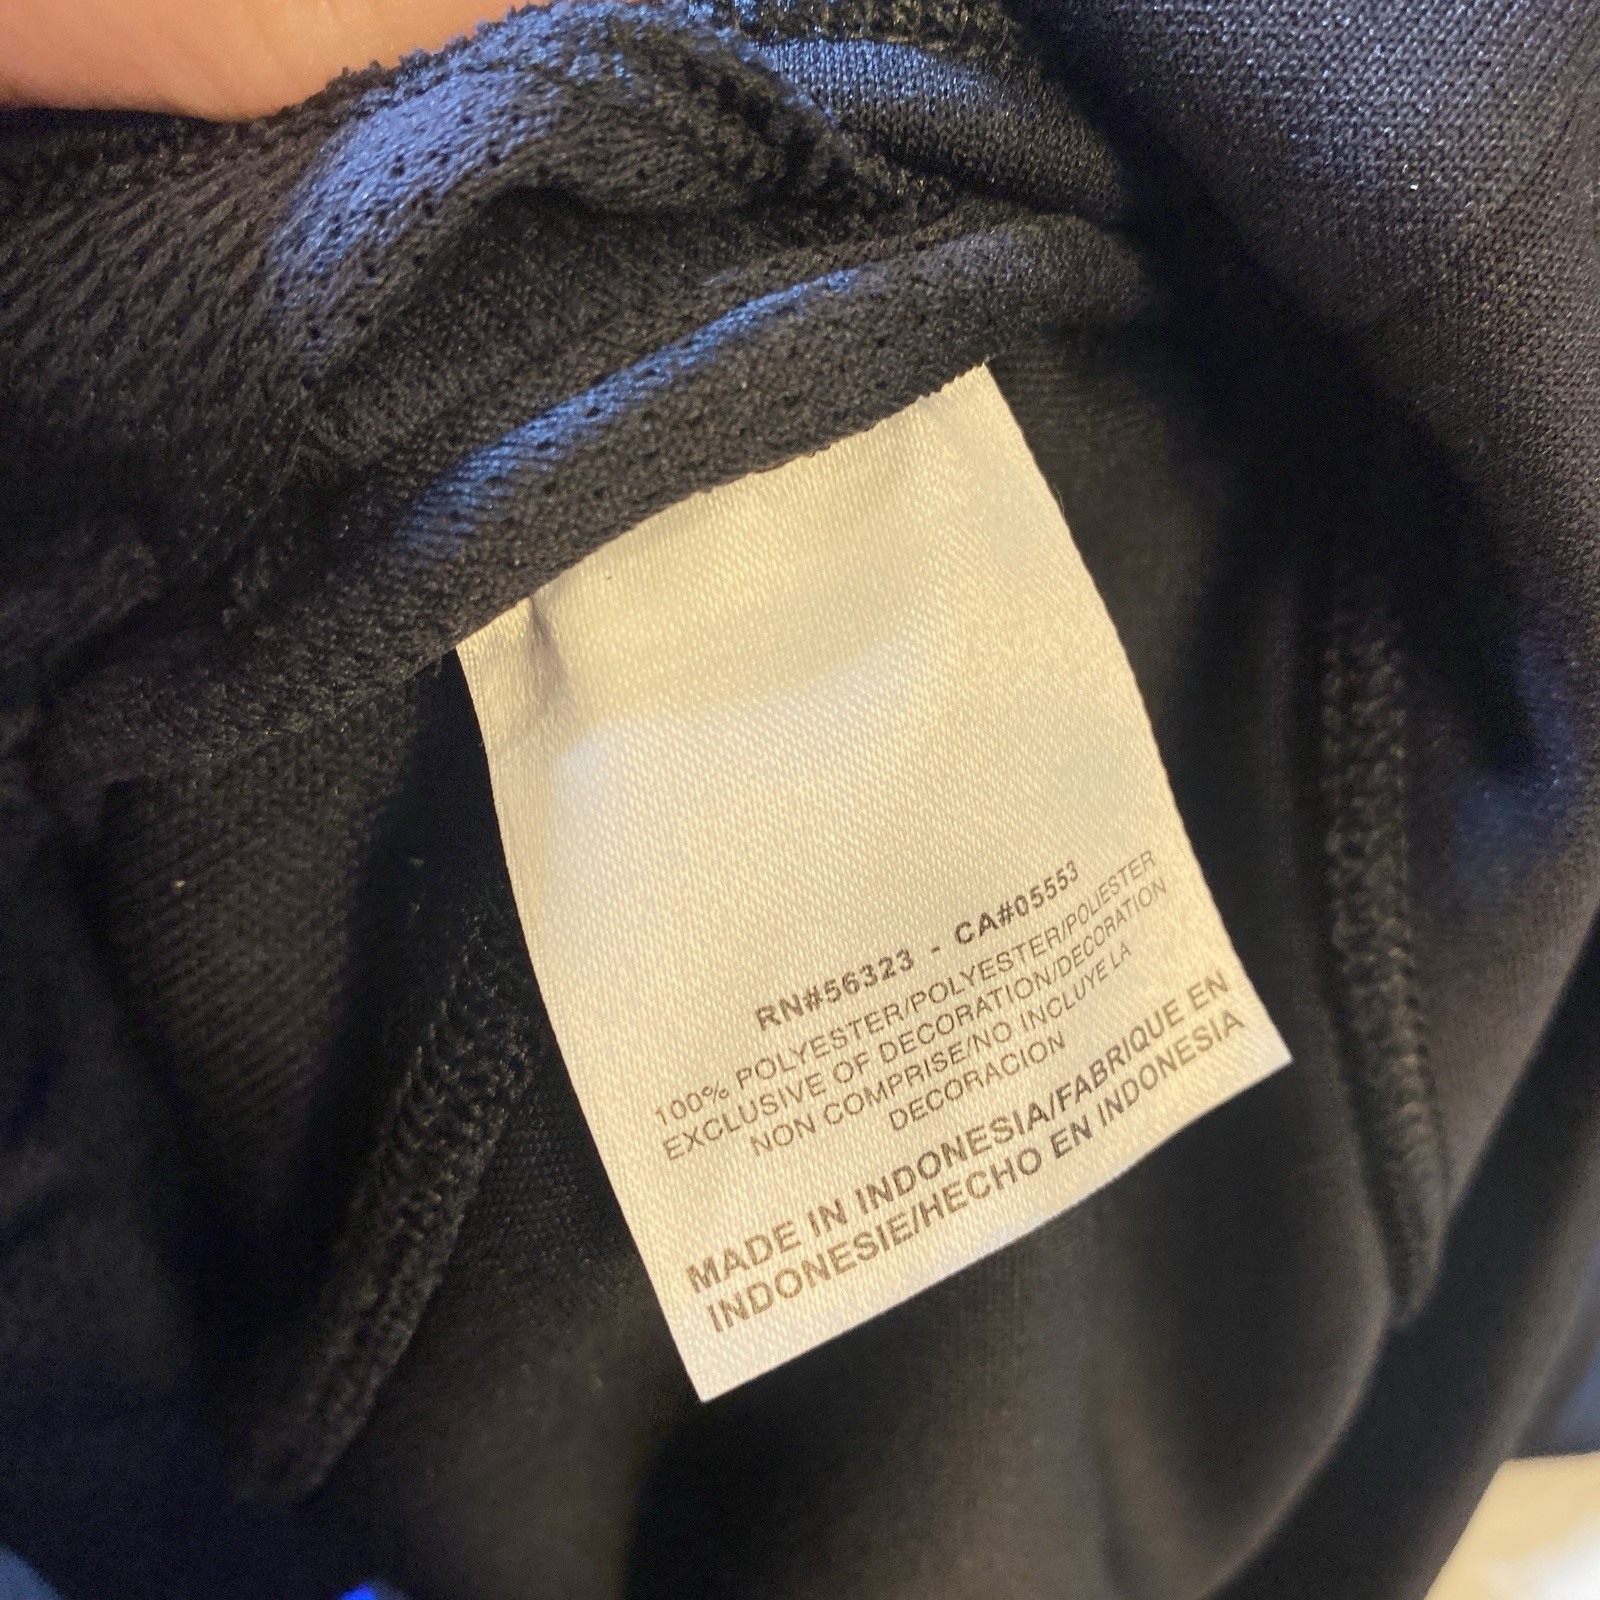 RN#56323 - CA#05553
100% POLYESTER/POLYESTER/POLIESTER
EXCLUSIVE OF DECORATION/DECORATION
NON COMPRISE/NO INCLUYE LA
DECORACION
MADE IN INDONESIA/FABRIQUE EN
INDONESIE/HECHO EN INDONESIA